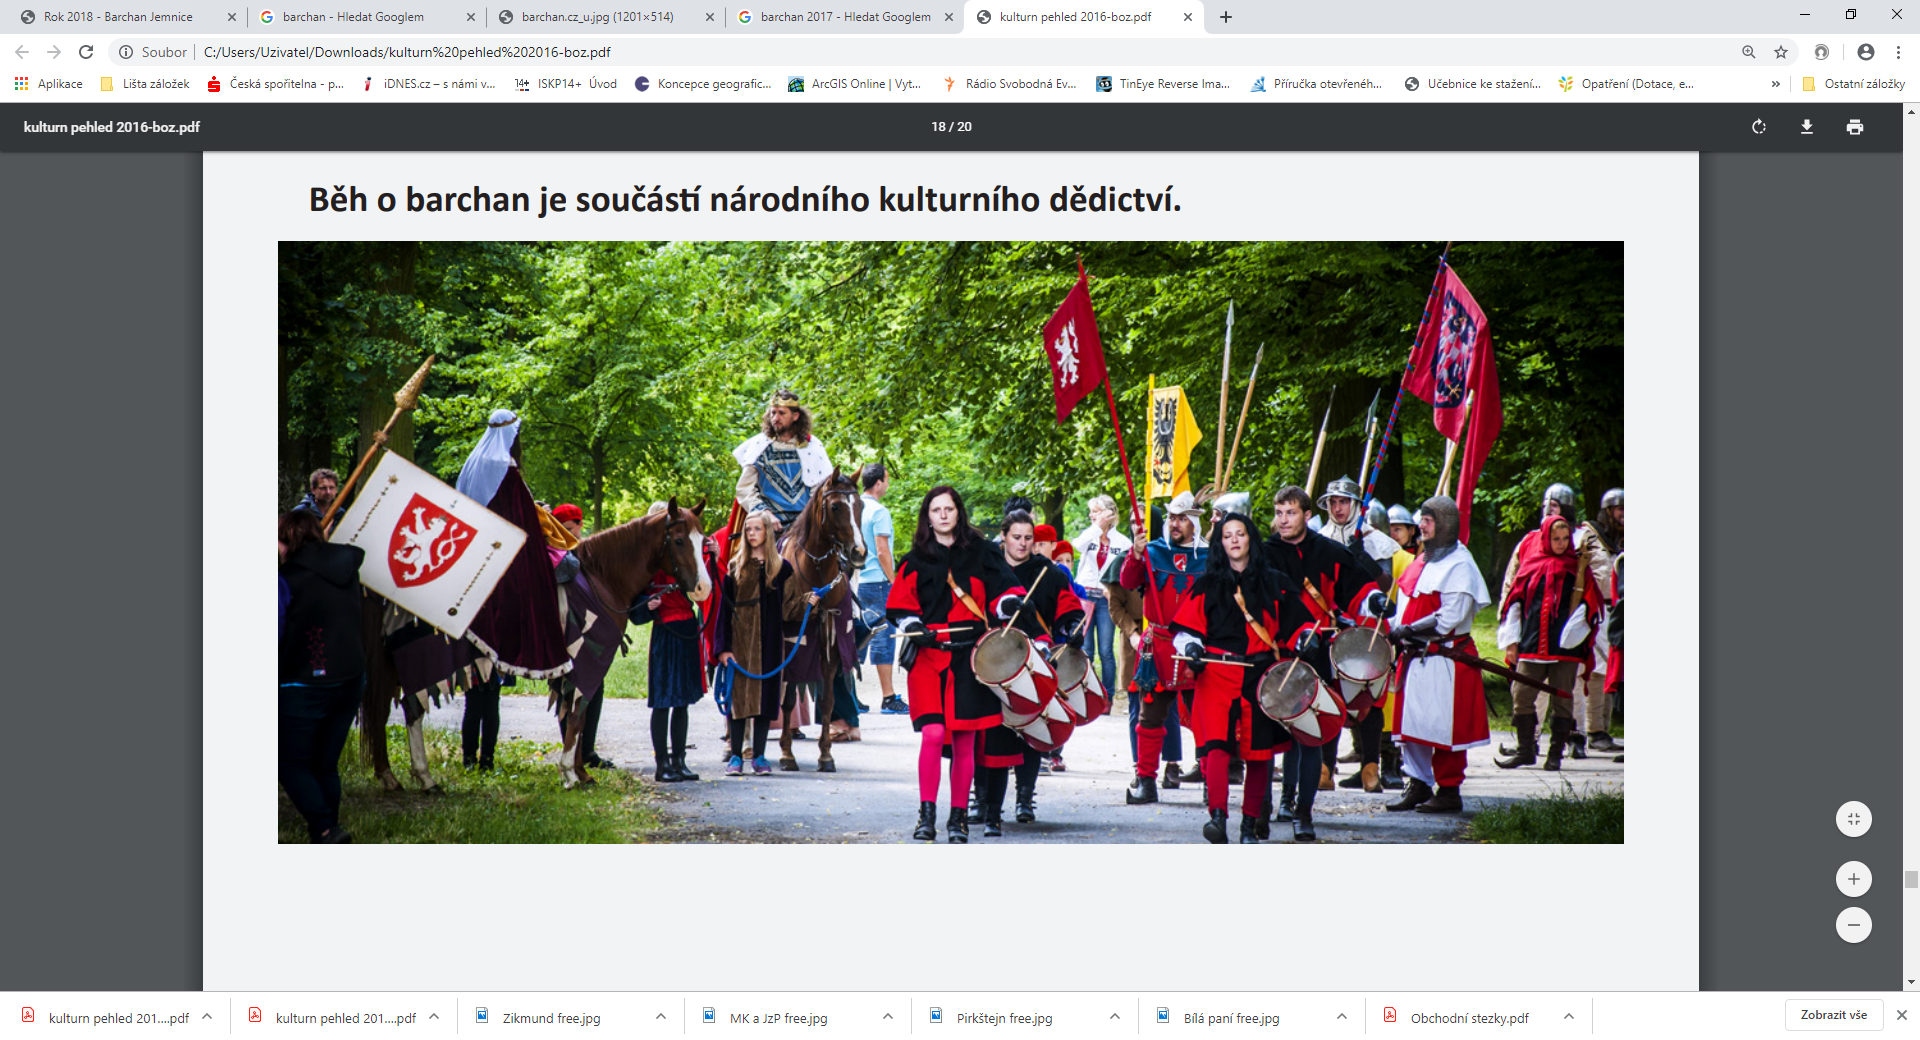 Rok 2018 - Barchan Jemnice
barchan - Hledat Googlem
barchan.cz_u.jpg (1201×514)
barchan 2017 - Hledat Googlem
kulturn pehled 2016-boz.pdf
Soubor
C:/Users/Uzivatel/Downloads/kulturn%20pehled%202016-boz.pdf
Aplikace
Lišta záložek
Česká spořitelna - p...
iDNES.cz – s námi v...
14+ ISKP14+ Úvod
Koncepce geografic...
ArcGIS Online | Vyt...
Rádio Svobodná Ev...
TinEye Reverse Ima...
Příručka otevřeného...
Učebnice ke stažení...
Opatření (Dotace, e...
»
Ostatní záložky
kulturn pehled 2016-boz.pdf
18 / 20
Běh o barchan je součástí národního kulturního dědictví.
kulturn pehled 201....pdf
kulturn pehled 201....pdf
Zikmund free.jpg
MK a JzP free.jpg
Pirkštejn free.jpg
Bílá paní free.jpg
Obchodní stezky.pdf
Zobrazit vše